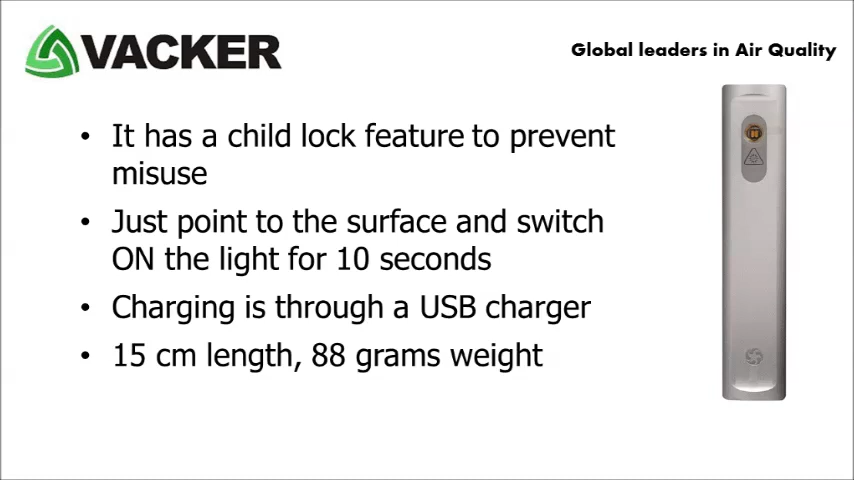 VACKER
Global leaders in Air Quality
• It has a child lock feature to prevent
misuse
• Just point to the surface and switch
ON the light for 10 seconds
• Charging is through a USB charger
• 15 cm length, 88 grams weight